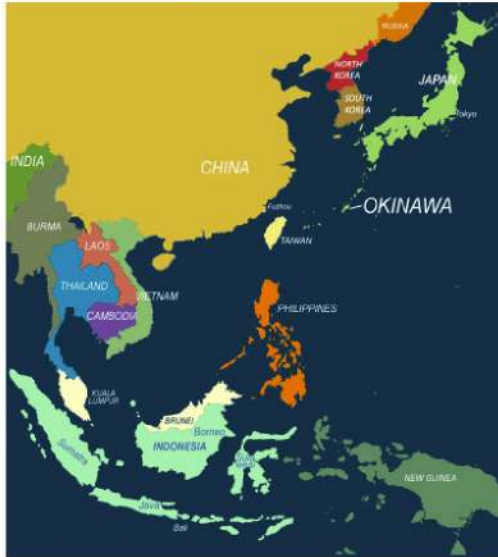 RUSSIA
NORTH
KOREA
JAPAN
SOUTH
KOREA
Tokyo
INDIA
CHINA
Fuzhou
OKINAWA
BURMA
TAIWAN
LAOS
THAILAND
VIETNAM
PHILIPPINES
CAMBODIA
KUALA
LUMPUR
BRUNEI
Borneo
Sumatra
INDONESIA
NEW GUINEA
Java
Bali